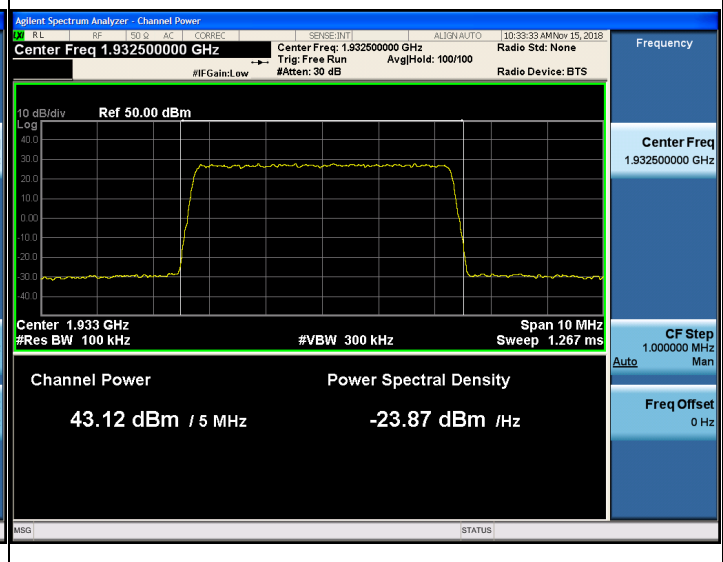 Agilent Spectrum Analyzer - Channel Power
LXI RL RF 50 Ω AC CORREC SENSE:INT ALIGNAUTO 10:33:33 AMNov 15, 2018
Center Freq 1.932500000 GHz
Center Freq: 1.932500000 GHz
Radio Std: None
Trig: Free Run Avg|Hold: 100/100
#IFGain:Low
#Atten: 30 dB
Radio Device: BTS
Frequency
10 dB/div Ref 50.00 dBm
Log
40.0
30.0
20.0
10.0
0.00
-10.0
-20.0
-30.0
-40.0
Center 1.933 GHz
Span 10 MHz
#Res BW 100 kHz
#VBW 300 kHz
Sweep 1.267 ms
Channel Power
Power Spectral Density
43.12 dBm / 5 MHz
-23.87 dBm /Hz
Center Freq
1.932500000 GHz
CF Step
1.000000 MHz
Auto Man
Freq Offset
0 Hz
MSG
STATUS